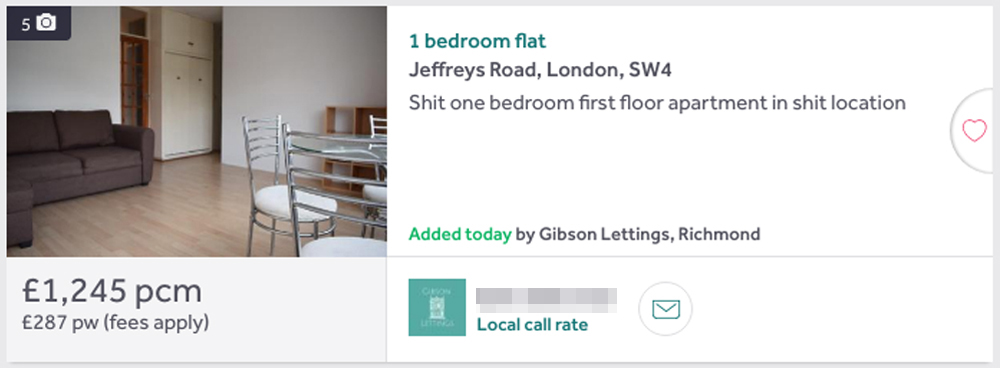 5
1 bedroom flat
Jeffreys Road, London, SW4
Shit one bedroom first floor apartment in shit location
Added today by Gibson Lettings, Richmond
£1,245 pcm
£287 pw (fees apply)
GIBSON
LETTINGS
Local call rate